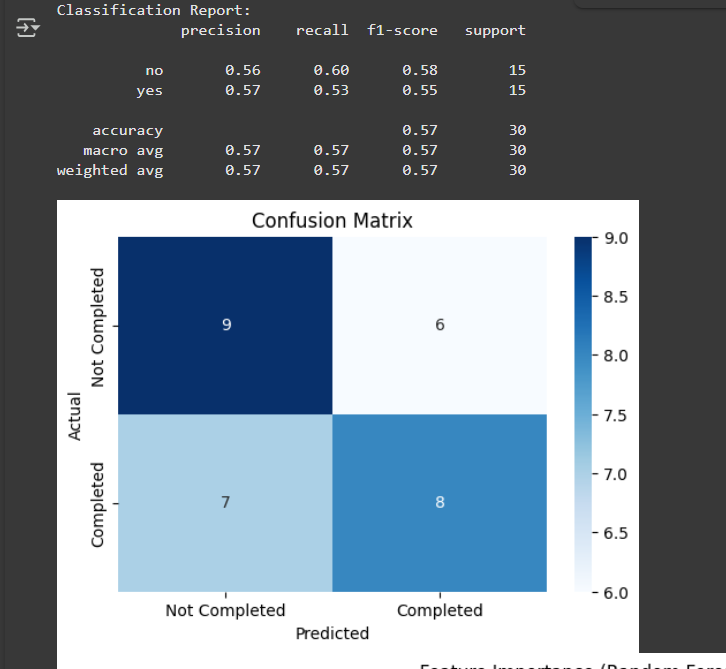 Classification Report:
precision recall f1-score support
no 0.56 0.60 0.58 15
yes 0.57 0.53 0.55 15
accuracy 0.57 30
macro avg 0.57 0.57 0.57 30
weighted avg 0.57 0.57 0.57 30
Confusion Matrix
9.0
8.5
8.0
7.5
7.0
6.5
6.0
Actual
Not Completed
Completed
9 6
7 8
Not Completed Completed
Predicted
Feature Importance (Random